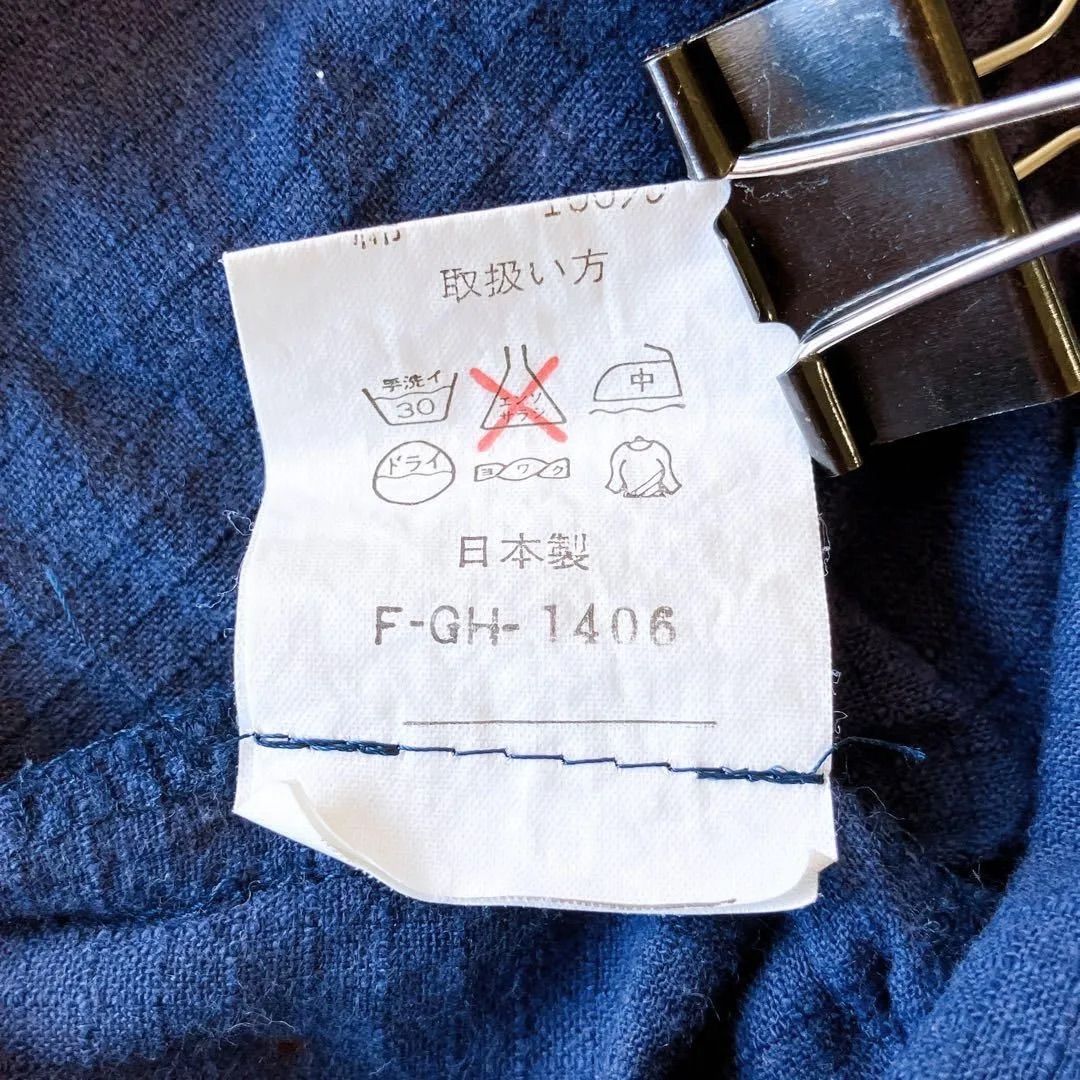 100%
取扱い方
手洗イ 30 エンソサラシ 中
ドライ ヨワク
日本製
F-GH-1406